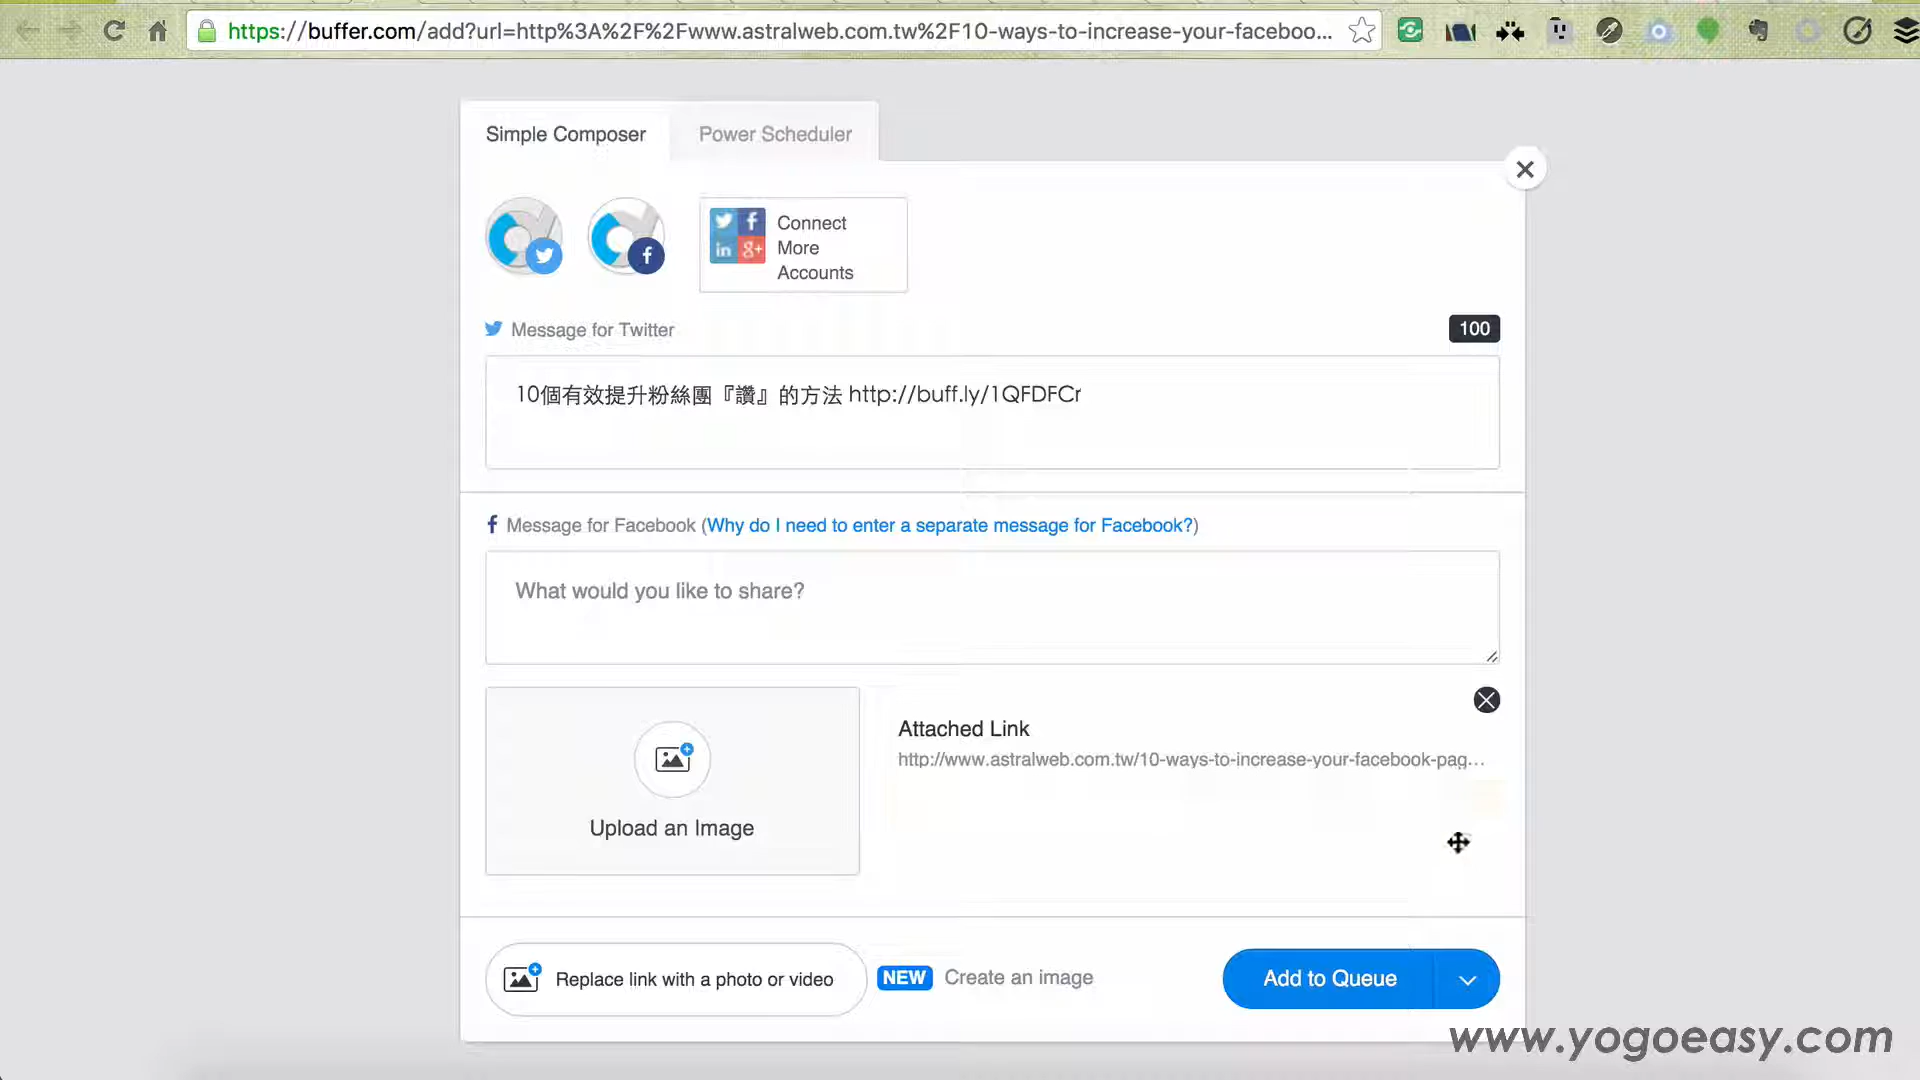 https://buffer.com/add?url=http%3A%2F%2Fwww.astralweb.com.tw%2F10-ways-to-increase-your-faceboo...
Simple Composer
Power Scheduler
Connect
More
Accounts
Message for Twitter
100
10個有效提升粉絲團『讚』的方法 http://buff.ly/1QFDFCr
Message for Facebook (Why do I need to enter a separate message for Facebook?)
What would you like to share?
Attached Link
http://www.astralweb.com.tw/10-ways-to-increase-your-facebook-pag...
Upload an Image
Replace link with a photo or video
NEW Create an image
Add to Queue
www.yogoeasy.com